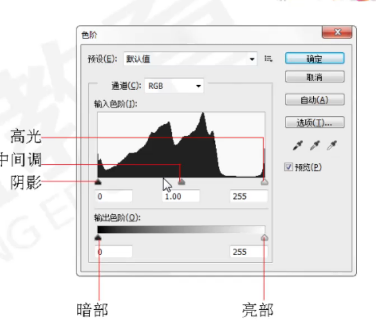 色阶
预设(E): 默认值
确定
取消
自动(A)
选项(T)...
预览(P)
通道(C): RGB
输入色阶(I):
高光
中间调
阴影
0 1.00 255
输出色阶(O):
0 255
暗部 亮部